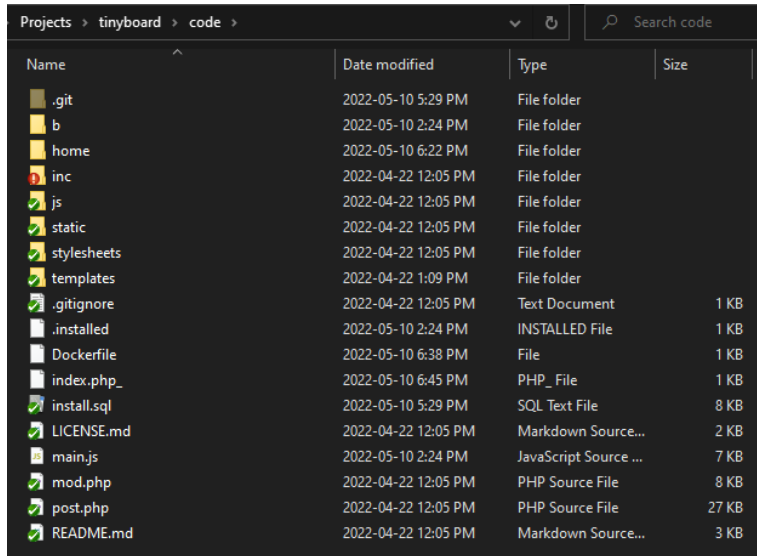 Projects > tinyboard > code >
Search code
Name Date modified Type Size
.git 2022-05-10 5:29 PM File folder
b 2022-05-10 2:24 PM File folder
home 2022-05-10 6:22 PM File folder
inc 2022-04-22 12:05 PM File folder
js 2022-04-22 12:05 PM File folder
static 2022-04-22 12:05 PM File folder
stylesheets 2022-04-22 12:05 PM File folder
templates 2022-04-22 1:09 PM File folder
.gitignore 2022-04-22 12:05 PM Text Document 1 KB
.installed 2022-05-10 2:24 PM INSTALLED File 1 KB
Dockerfile 2022-05-10 6:38 PM File 1 KB
index.php_ 2022-05-10 6:45 PM PHP_ File 1 KB
install.sql 2022-05-10 5:29 PM SQL Text File 8 KB
LICENSE.md 2022-04-22 12:05 PM Markdown Source... 2 KB
JS main.js 2022-05-10 2:24 PM JavaScript Source ... 7 KB
mod.php 2022-04-22 12:05 PM PHP Source File 8 KB
post.php 2022-04-22 12:05 PM PHP Source File 27 KB
README.md 2022-04-22 12:05 PM Markdown Source... 3 KB